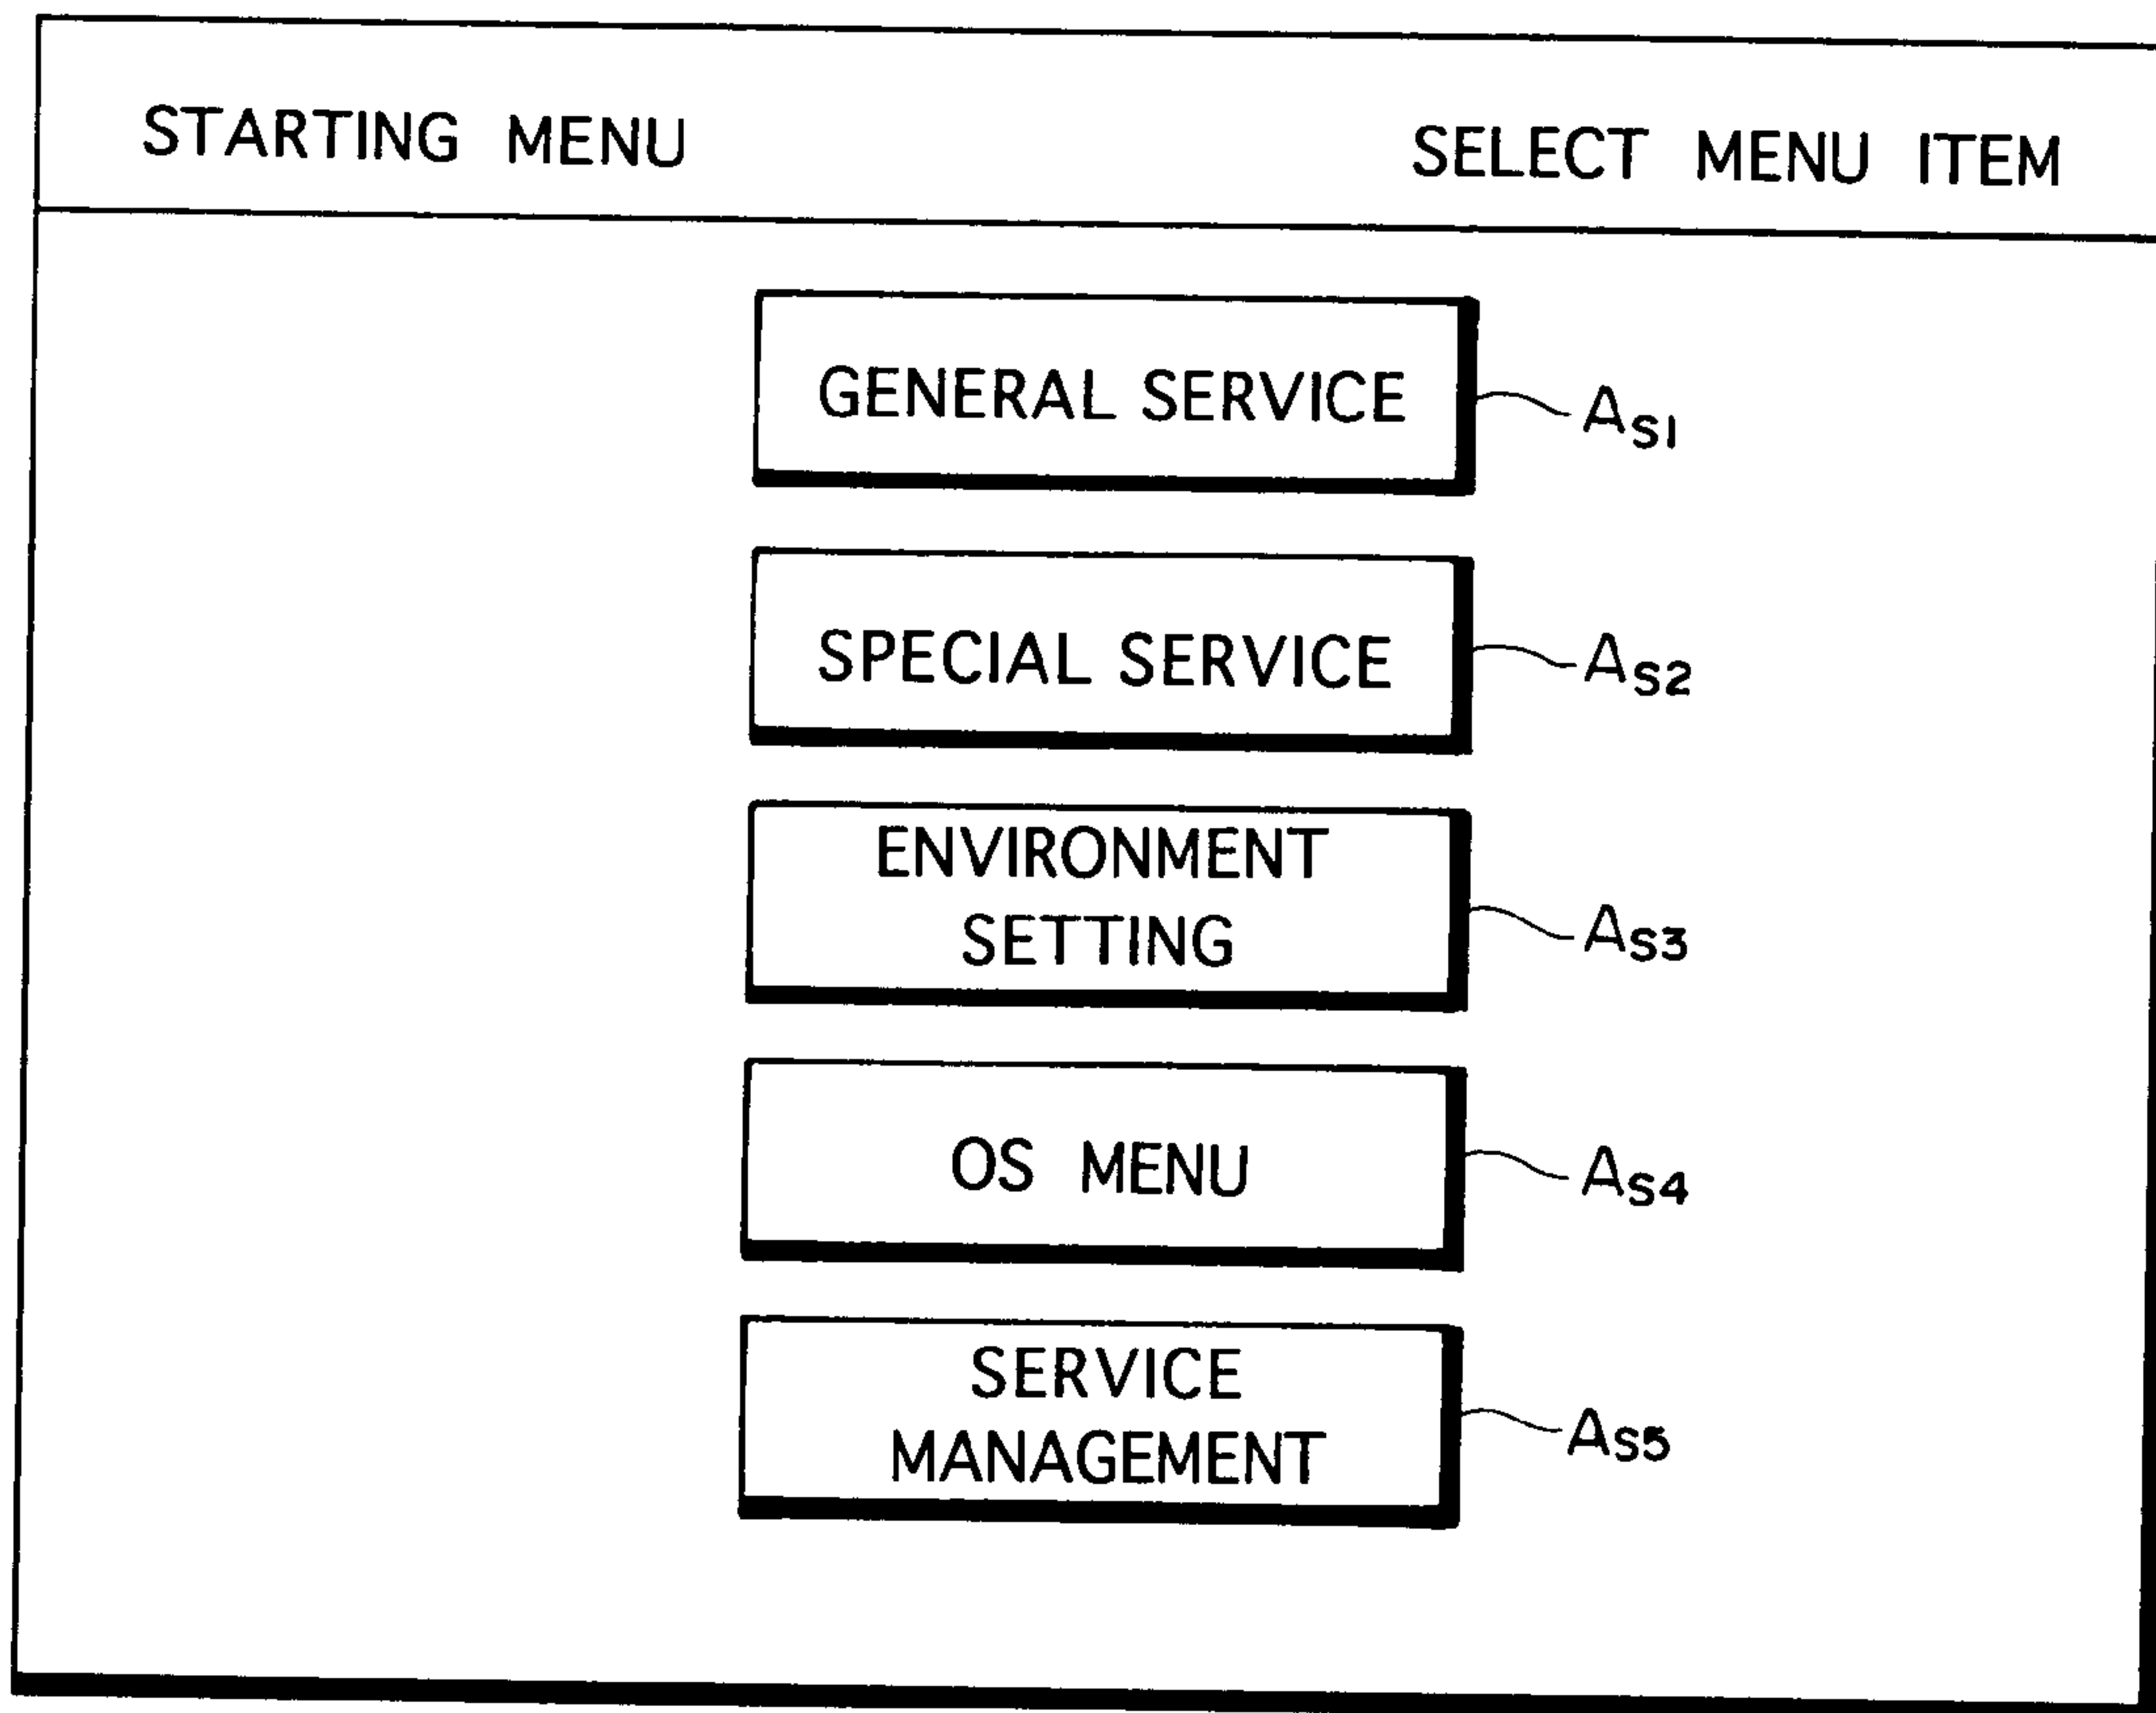 STARTING MENU
SELECT MENU ITEM
GENERAL SERVICE
AS1
SPECIAL SERVICE
AS2
ENVIRONMENT
SETTING
AS3
OS MENU
AS4
SERVICE
MANAGEMENT
AS5